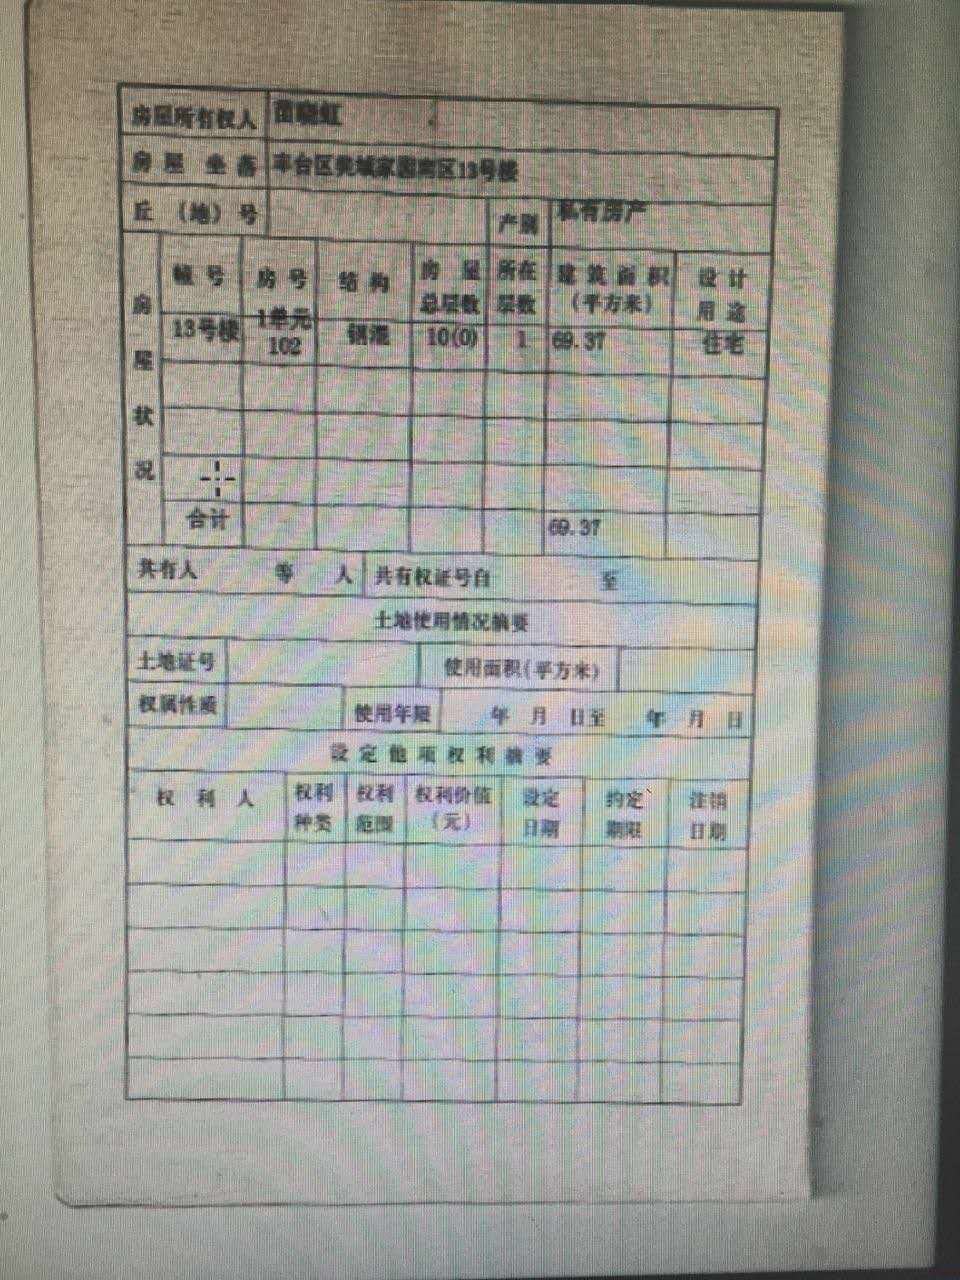 房屋所有权人 苗晓虹
房屋坐落 丰台区 城家园南区13号楼
丘(地)号 产别 私有房产
房屋状况
幢号 房号 结构 房屋总层数 所在层数 建筑面积(平方米) 设计用途
13号楼 1单元102 钢混 10(0) 1 69.37 住宅
合计 69.37
共有人 等 人 共有权证号自 至
土地使用情况摘要
土地证号 使用面积(平方米)
权属性质 使用年限 年 月 日至 年 月 日
设定他项权利摘要
权利人 权利种类 权利范围 权利价值(元) 设定日期 约定期限 注销日期